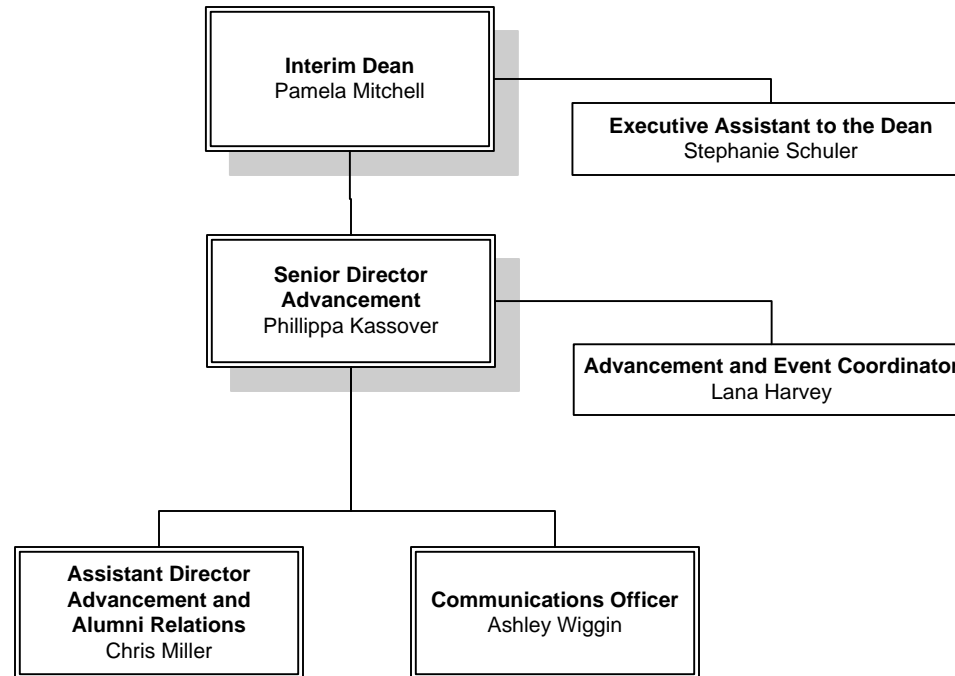 Interim Dean
Pamela Mitchell
Executive Assistant to the Dean
Stephanie Schuler
Senior Director
Advancement
Phillippa Kassover
Advancement and Event Coordinator
Lana Harvey
Assistant Director
Advancement and
Alumni Relations
Chris Miller
Communications Officer
Ashley Wiggin